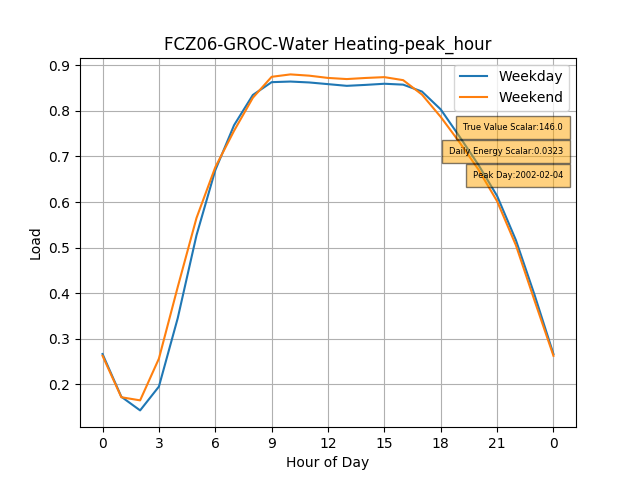 FCZ06-GROC-Water Heating-peak_hour
0.9
0.8
0.7
0.6
0.5
0.4
0.3
0.2
Load
Weekday
Weekend
True Value Scalar:146.0
Daily Energy Scalar:0.0323
Peak Day:2002-02-04
0 3 6 9 12 15 18 21 0
Hour of Day